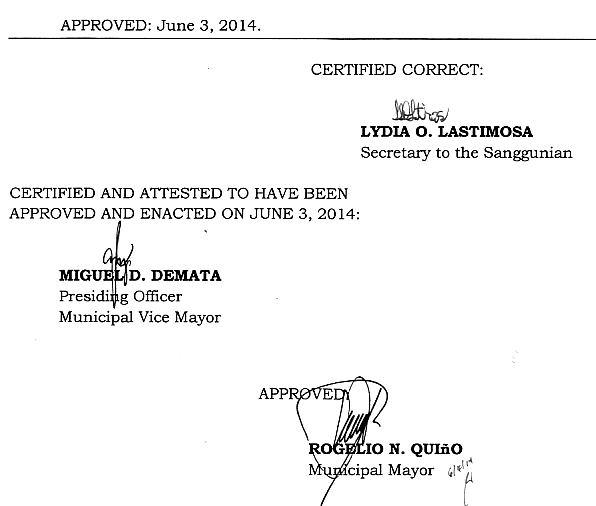 APPROVED: June 3, 2014.
CERTIFIED CORRECT:
LYDIA O. LASTIMOSA
Secretary to the Sanggunian
CERTIFIED AND ATTESTED TO HAVE BEEN
APPROVED AND ENACTED ON JUNE 3, 2014:
MIGUEL D. DEMATA
Presiding Officer
Municipal Vice Mayor
APPROVED:
ROGELIO N. QUIñO
Municipal Mayor